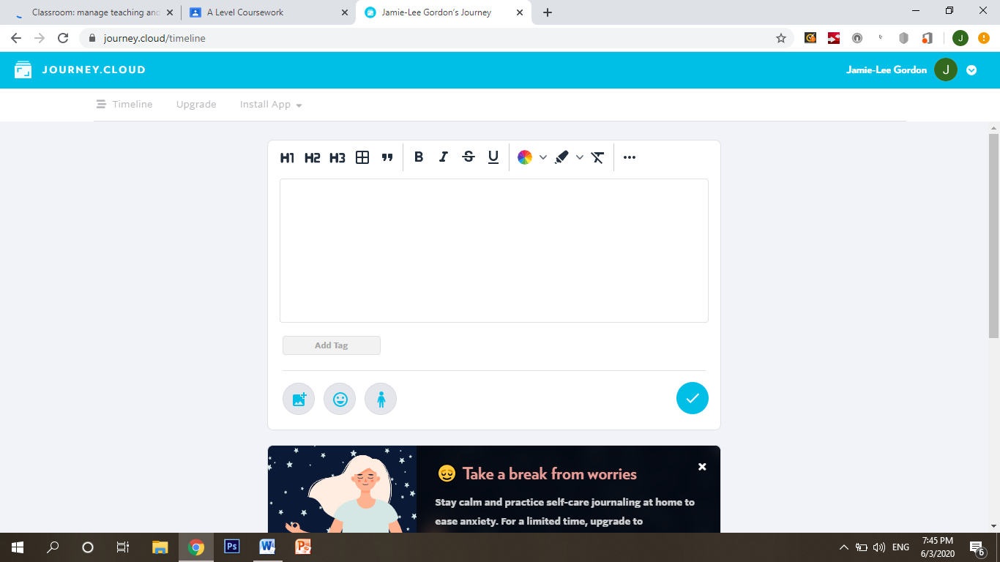 Classroom: manage teaching and
A Level Coursework
Jamie-Lee Gordon's Journey
journey.cloud/timeline
J
JOURNEY.CLOUD
Jamie-Lee Gordon
J
Timeline
Upgrade
Install App
H1 H2 H3
B I S U
Add Tag
Take a break from worries
Stay calm and practice self-care journaling at home to
ease anxiety. For a limited time, upgrade to
Ps
W
P
ENG
7:45 PM
6/3/2020
6